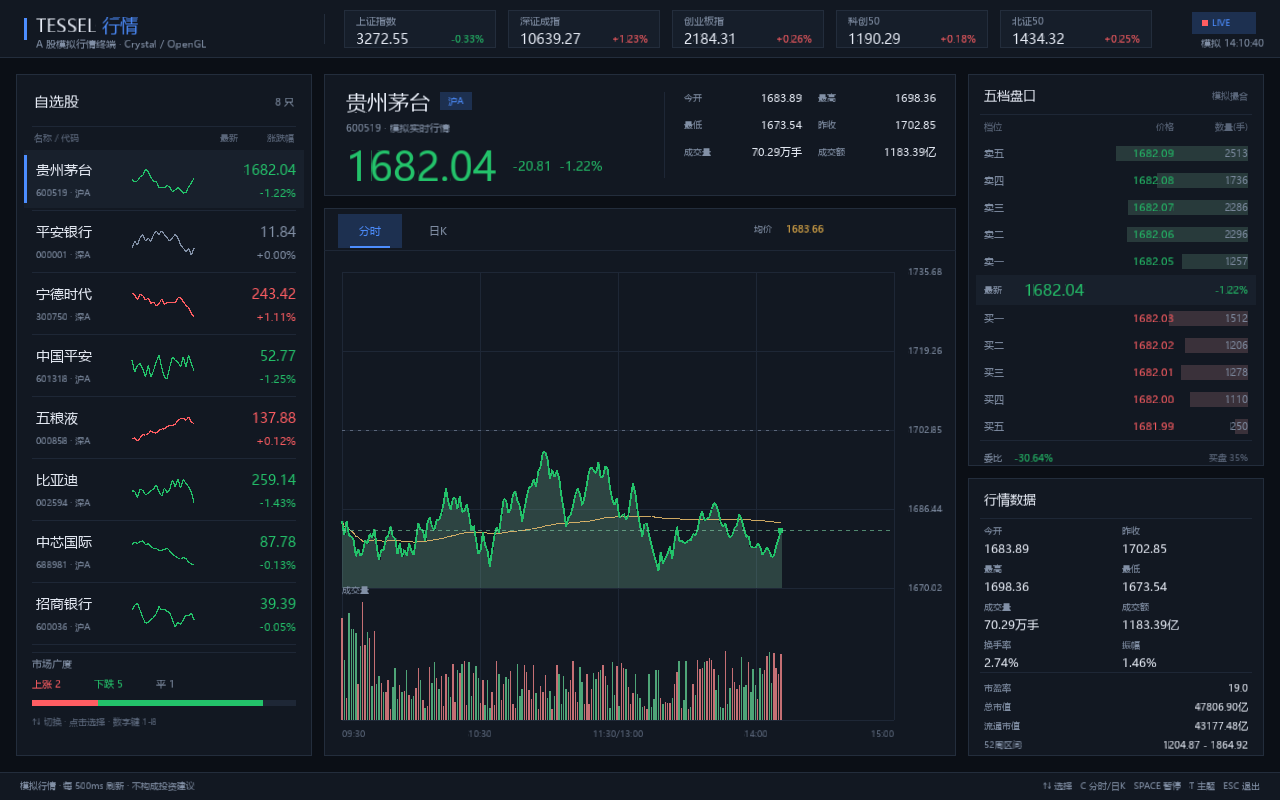 TESSEL 行情
A 股模拟行情终端 · Crystal / OpenGL
上证指数
3272.55 -0.33%
深证成指
10639.27 +1.23%
创业板指
2184.31 +0.26%
科创50
1190.29 +0.18%
北证50
1434.32 +0.25%
LIVE
模拟 14:10:40
自选股 8 只
名称 / 代码 最新 涨跌幅
贵州茅台 1682.04
600519 · 沪A -1.22%
平安银行 11.84
000001 · 深A +0.00%
宁德时代 243.42
300750 · 深A +1.11%
中国平安 52.77
601318 · 沪A -1.25%
五粮液 137.88
000858 · 深A +0.12%
比亚迪 259.14
002594 · 深A -1.43%
中芯国际 87.78
688981 · 沪A -0.13%
招商银行 39.39
600036 · 沪A -0.05%
市场广度
上涨 2 下跌 5 平 1
⇅ 切换 · 点击选择 · 数字键 1-8
贵州茅台 沪A
600519 · 模拟实时行情
1682.04 -20.81 -1.22%
今开 1683.89 最高 1698.36
最低 1673.54 昨收 1702.85
成交量 70.29万手 成交额 1183.39亿
分时 日K 均价 1683.66
1735.68
1719.26
1702.85
1686.44
1670.02
成交量
09:30 10:30 11:30/13:00 14:00 15:00
五档盘口 模拟撮合
档位 价格 数量(手)
卖五 1682.09 2513
卖四 1682.08 1736
卖三 1682.07 2286
卖二 1682.06 2296
卖一 1682.05 1257
最新 1682.04 -1.22%
买一 1682.03 1512
买二 1682.02 1206
买三 1682.01 1278
买四 1682.00 1110
买五 1681.99 250
委比 -30.64% 买盘 35%
行情数据
今开 昨收
1683.89 1702.85
最高 最低
1698.36 1673.54
成交量 成交额
70.29万手 1183.39亿
换手率 振幅
2.74% 1.46%
市盈率 19.0
总市值 47806.90亿
流通市值 43177.48亿
52周区间 1204.87 - 1864.92
模拟行情 · 每 500ms 刷新 · 不构成投资建议
⇅ 选择 C 分时/日K SPACE 暂停 T 主题 ESC 退出